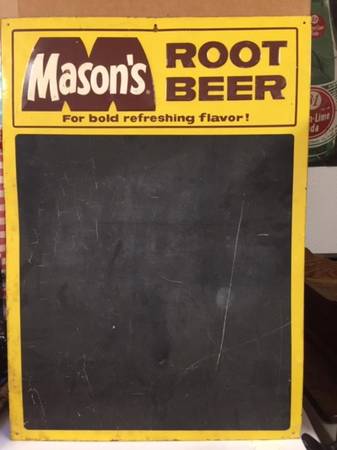 Mason's
ROOT
BEER
For bold refreshing flavor!